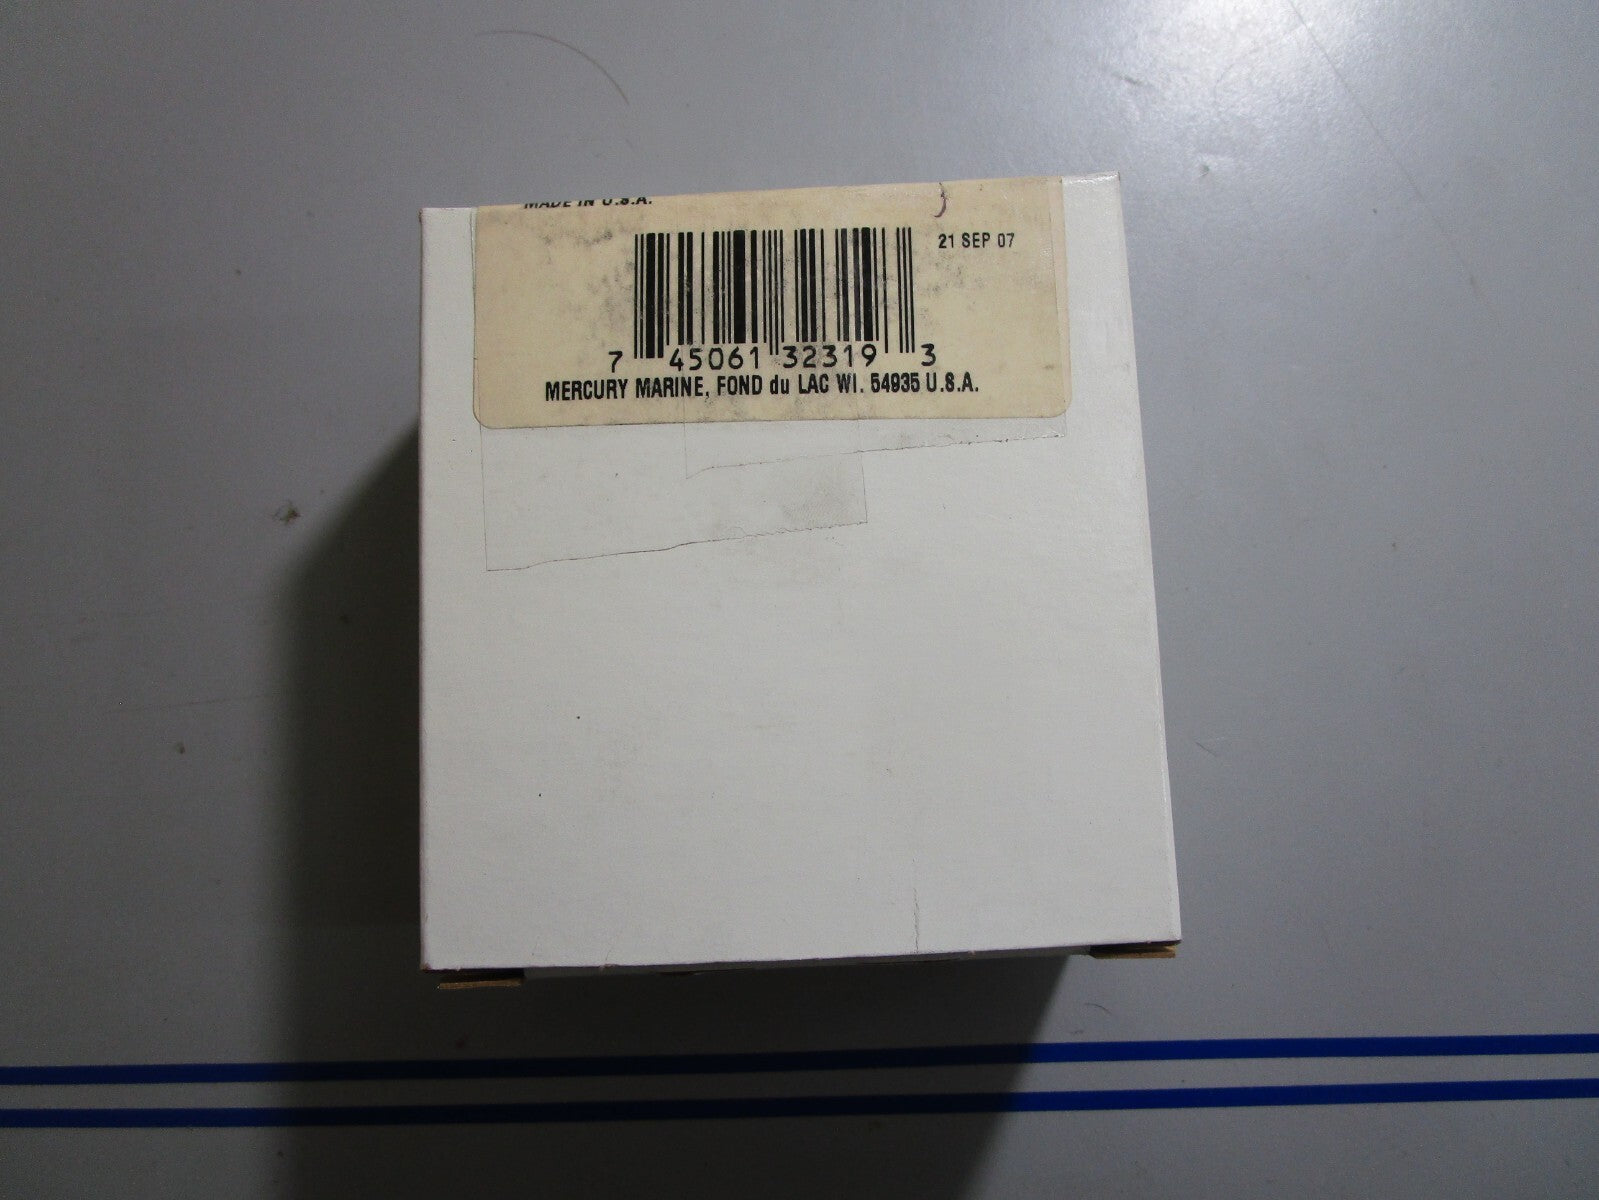 MADE IN U.S.A.
21 SEP 07
7 45061 32319 3
MERCURY MARINE, FOND du LAC WI. 54935 U.S.A.